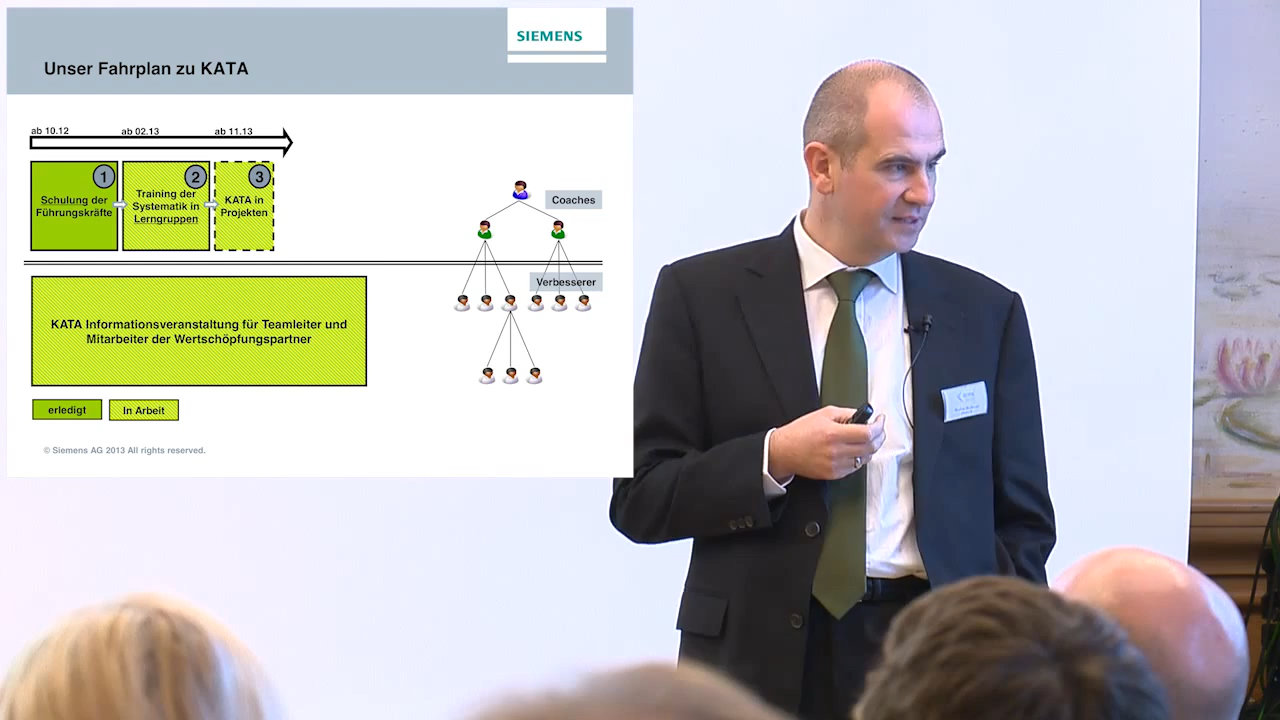 SIEMENS
Unser Fahrplan zu KATA
ab 10.12
ab 02.13
ab 11.13
1
2
3
Schulung der
Führungskräfte
Training der
Systematik in
Lerngruppen
KATA in
Projekten
Coaches
Verbesserer
KATA Informationsveranstaltung für Teamleiter und
Mitarbeiter der Wertschöpfungspartner
erledigt
In Arbeit
© Siemens AG 2013 All rights reserved.